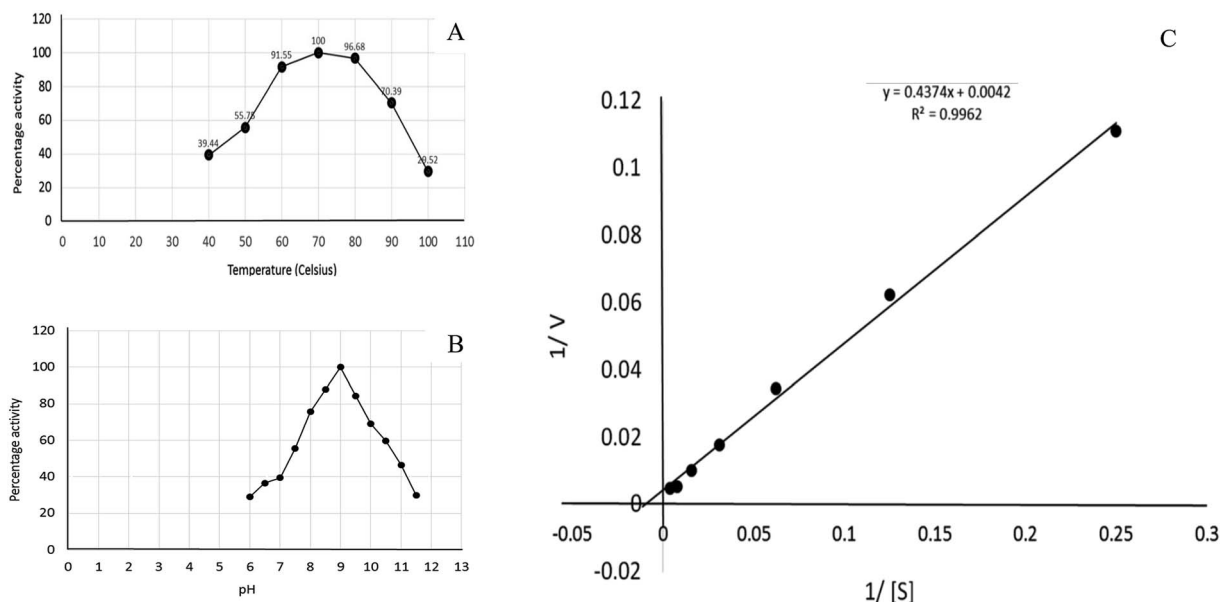 A
120
100
80
60
40
20
0
39.44
55.75
91.55
100
96.68
70.39
29.52
0 10 20 30 40 50 60 70 80 90 100 110
Percentage activity
Temperature (Celsius)
B
120
100
80
60
40
20
0
0 1 2 3 4 5 6 7 8 9 10 11 12 13
Percentage activity
pH
C
y = 0.4374x + 0.0042
R² = 0.9962
0.12
0.1
0.08
0.06
0.04
0.02
0
-0.02
-0.05 0 0.05 0.1 0.15 0.2 0.25 0.3
1/ V
1/ [S]